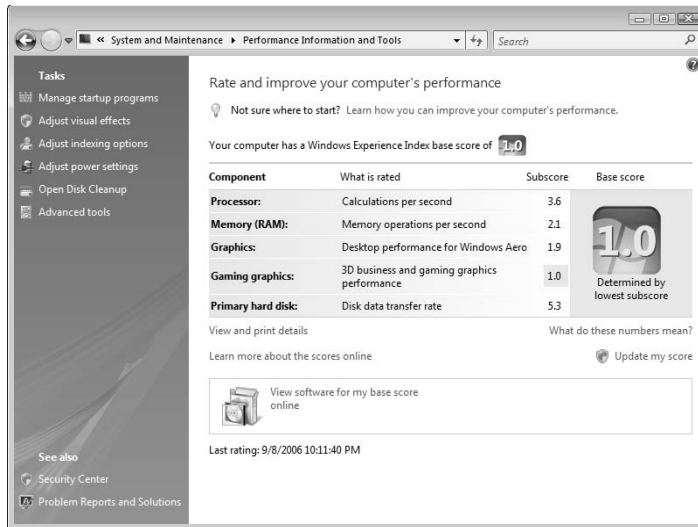 « System and Maintenance ▸ Performance Information and Tools
Search
Tasks
Manage startup programs
Adjust visual effects
Adjust indexing options
Adjust power settings
Open Disk Cleanup
Advanced tools
See also
Security Center
Problem Reports and Solutions
Rate and improve your computer's performance
Not sure where to start? Learn how you can improve your computer's performance.
Your computer has a Windows Experience Index base score of 1.0
Component What is rated Subscore Base score
Processor: Calculations per second 3.6
Memory (RAM): Memory operations per second 2.1
Graphics: Desktop performance for Windows Aero 1.9
Gaming graphics: 3D business and gaming graphics
performance 1.0
Primary hard disk: Disk data transfer rate 5.3
1.0
Determined by
lowest subscore
View and print details What do these numbers mean?
Learn more about the scores online Update my score
View software for my base score
online
Last rating: 9/8/2006 10:11:40 PM